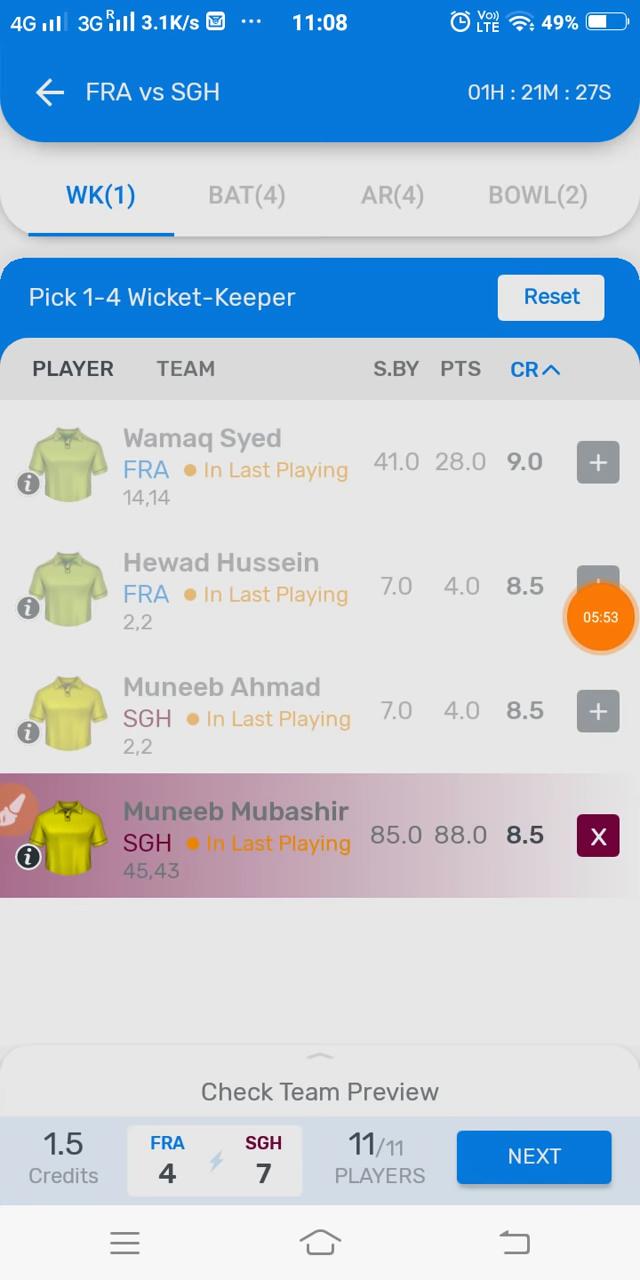 4G 3G R 3.1K/s ... 11:08 Vo) LTE 49%
FRA vs SGH 01H : 21M : 27S
WK(1) BAT(4) AR(4) BOWL(2)
Pick 1-4 Wicket-Keeper Reset
PLAYER TEAM S.BY PTS CR
Wamaq Syed
FRA In Last Playing 41.0 28.0 9.0 +
14,14
Hewad Hussein
FRA In Last Playing 7.0 4.0 8.5 +
2,2
05:53
Muneeb Ahmad
SGH In Last Playing 7.0 4.0 8.5 +
2,2
Muneeb Mubashir
SGH In Last Playing 85.0 88.0 8.5 X
45,43
Check Team Preview
1.5 FRA SGH 11/11 NEXT
Credits 4 7 PLAYERS